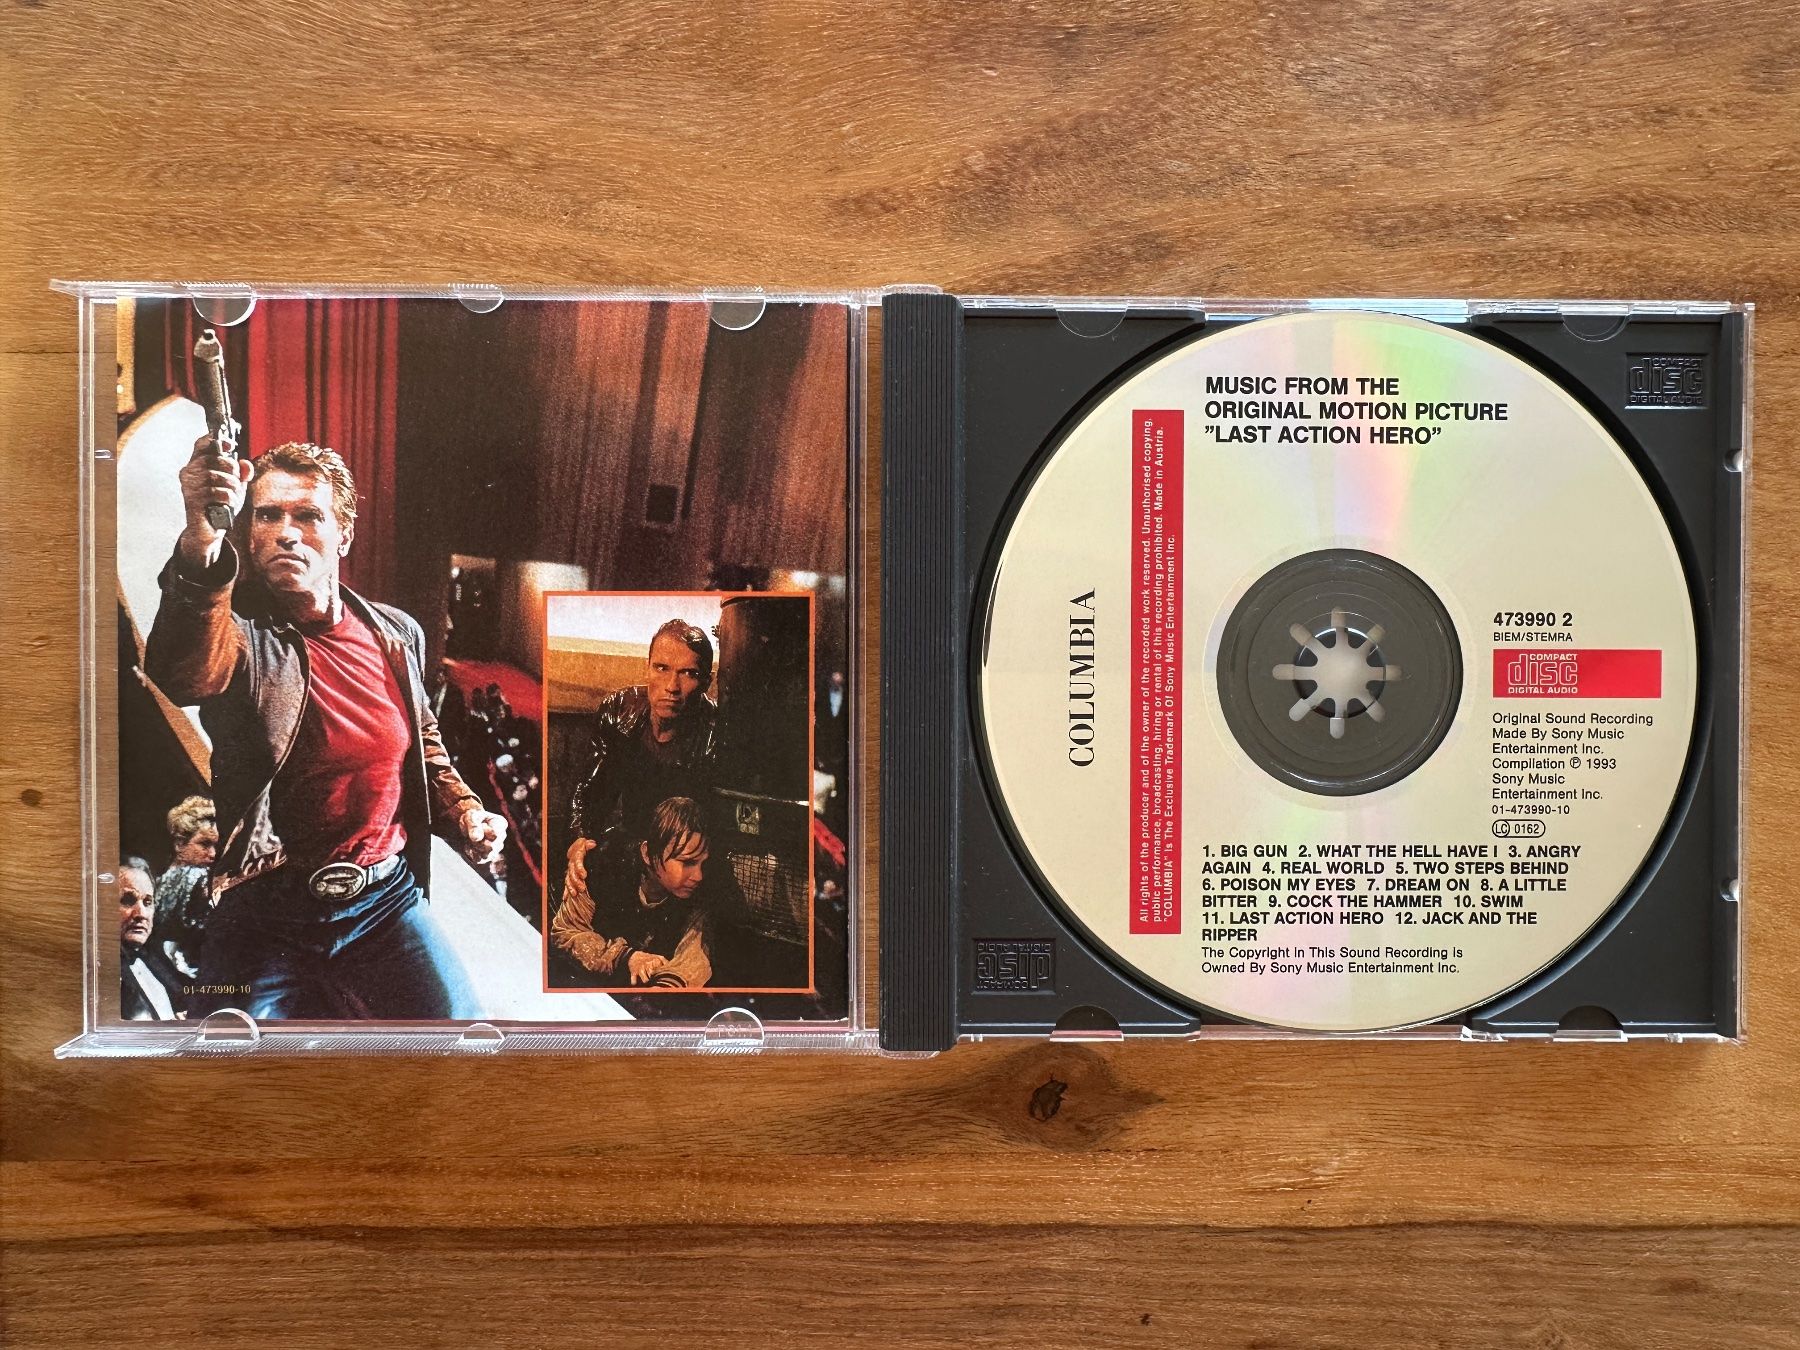 01-473990-10
MUSIC FROM THE
ORIGINAL MOTION PICTURE
”LAST ACTION HERO”
All rights of the producer and of the owner of the recorded work reserved. Unauthorised copying,
public performance, broadcasting, hiring or rental of this recording prohibited. Made in Austria.
"COLUMBIA" Is The Exclusive Trademark Of Sony Music Entertainment Inc.
COLUMBIA
473990 2
BIEM/STEMRA
COMPACT
disc
DIGITAL AUDIO
Original Sound Recording
Made By Sony Music
Entertainment Inc.
Compilation ℗ 1993
Sony Music
Entertainment Inc.
01-473990-10
LC 0162
1. BIG GUN 2. WHAT THE HELL HAVE I 3. ANGRY
AGAIN 4. REAL WORLD 5. TWO STEPS BEHIND
6. POISON MY EYES 7. DREAM ON 8. A LITTLE
BITTER 9. COCK THE HAMMER 10. SWIM
11. LAST ACTION HERO 12. JACK AND THE
RIPPER
The Copyright In This Sound Recording is
Owned By Sony Music Entertainment Inc.
COMPACT
disc
DIGITAL AUDIO
COMPACT
disc
DIGITAL AUDIO